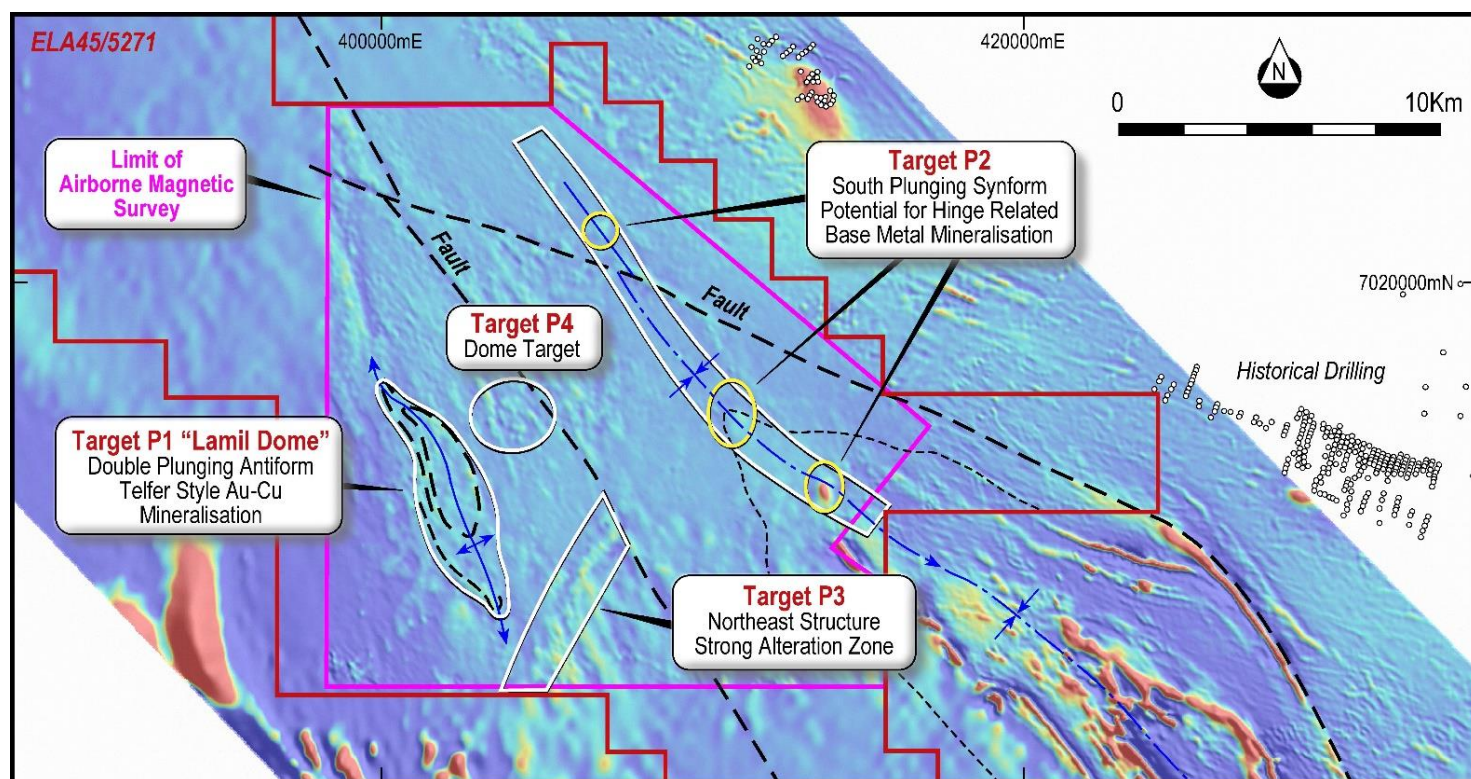 ELA45/5271
400000mE
420000mE
N
0
10Km
Limit of
Airborne Magnetic
Survey
Target P2
South Plunging Synform
Potential for Hinge Related
Base Metal Mineralisation
Fault
Fault
7020000mN
Target P4
Dome Target
Historical Drilling
Target P1 “Lamil Dome”
Double Plunging Antiform
Telfer Style Au-Cu
Mineralisation
Target P3
Northeast Structure
Strong Alteration Zone